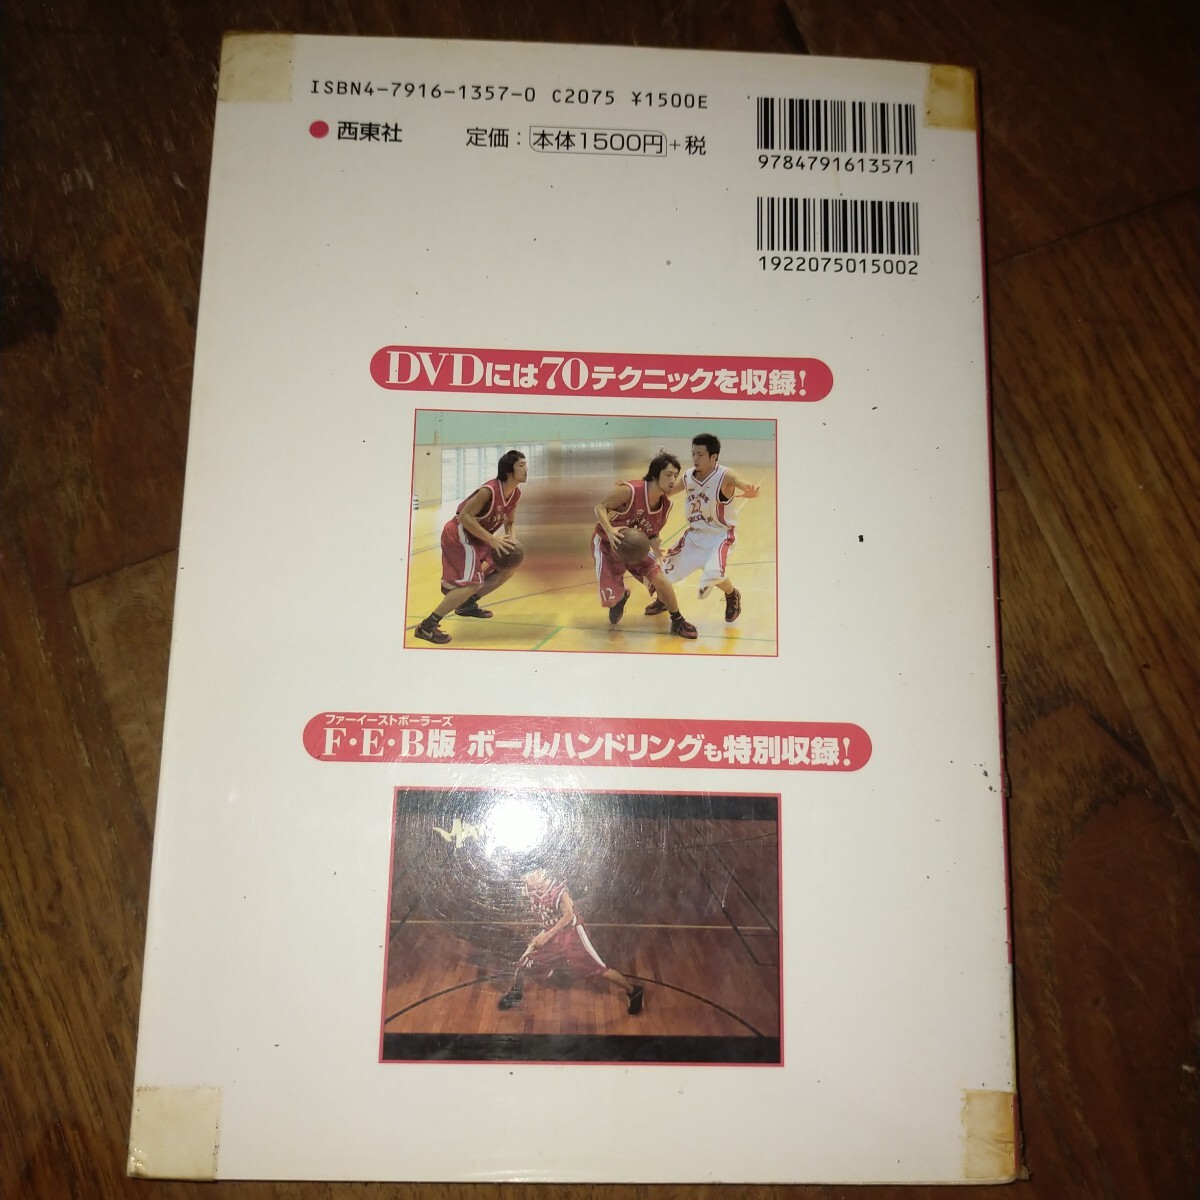 ISBN4-7916-1357-0 C2075 ¥1500E
●西東社 定価：本体1500円+税
9784791613571
1922075015002
DVDには70テクニックを収録！
ファーイーストボーラーズ
F・E・B版 ボールハンドリングも特別収録！
12